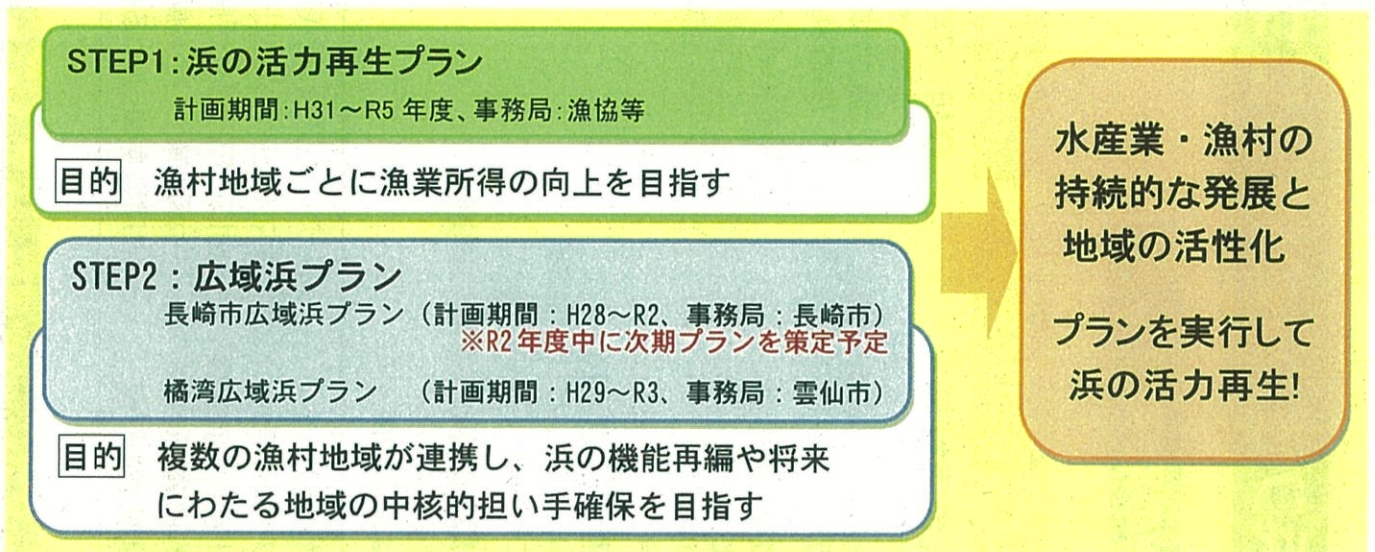 STEP1:浜の活力再生プラン
計画期間:H31~R5 年度、事務局:漁協等
目的 漁村地域ごとに漁業所得の向上を目指す
STEP2:広域浜プラン
長崎市広域浜プラン (計画期間:H28~R2、事務局:長崎市)
※R2年度中に次期プランを策定予定
橘湾広域浜プラン (計画期間:H29~R3、事務局:雲仙市)
目的 複数の漁村地域が連携し、浜の機能再編や将来
にわたる地域の中核的担い手確保を目指す
水産業・漁村の
持続的な発展と
地域の活性化
プランを実行して
浜の活力再生!